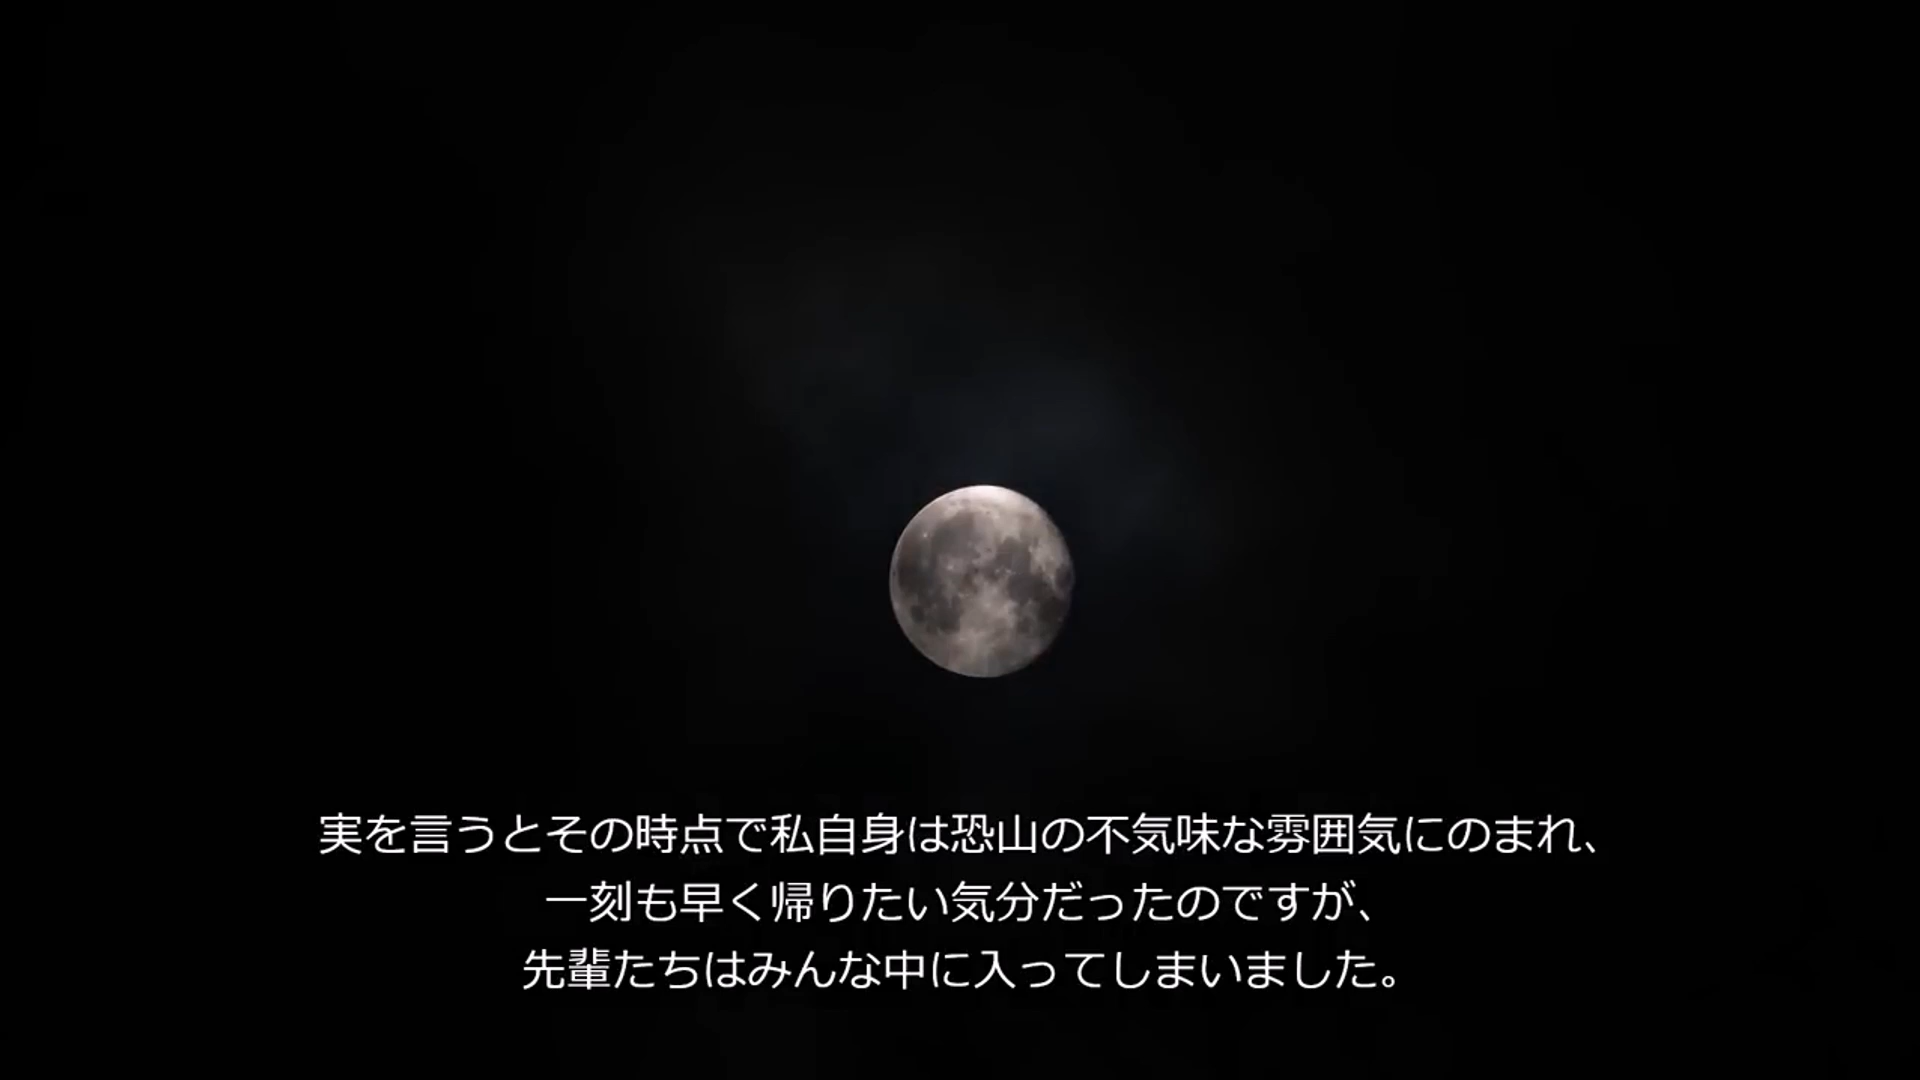 実を言うとその時点で私自身は恐山の不気味な雰囲気にのまれ、
一刻も早く帰りたい気分だったのですが、
先輩たちはみんな中に入ってしまいました。